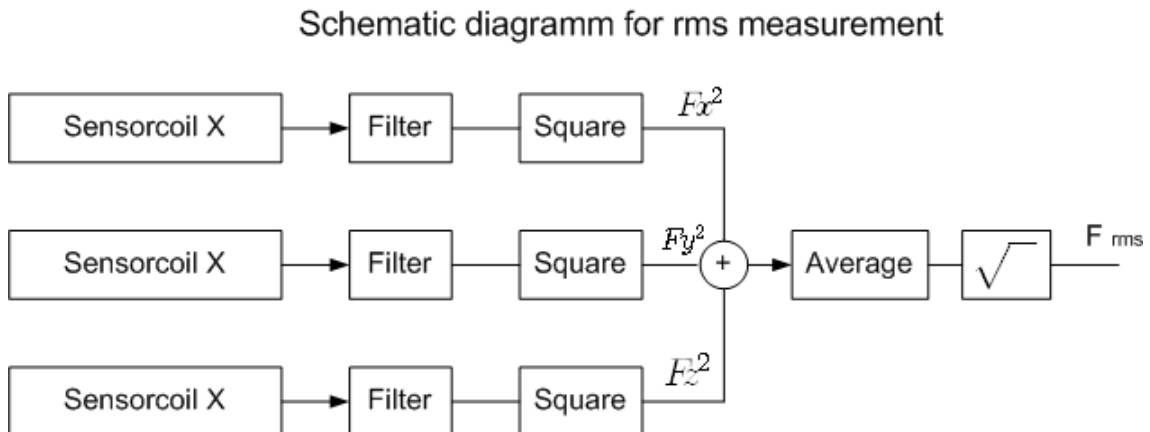 Schematic diagramm for rms measurement
Sensorcoil X Filter Square Fx²
Sensorcoil X Filter Square Fy² + Average √ F rms
Sensorcoil X Filter Square Fz²